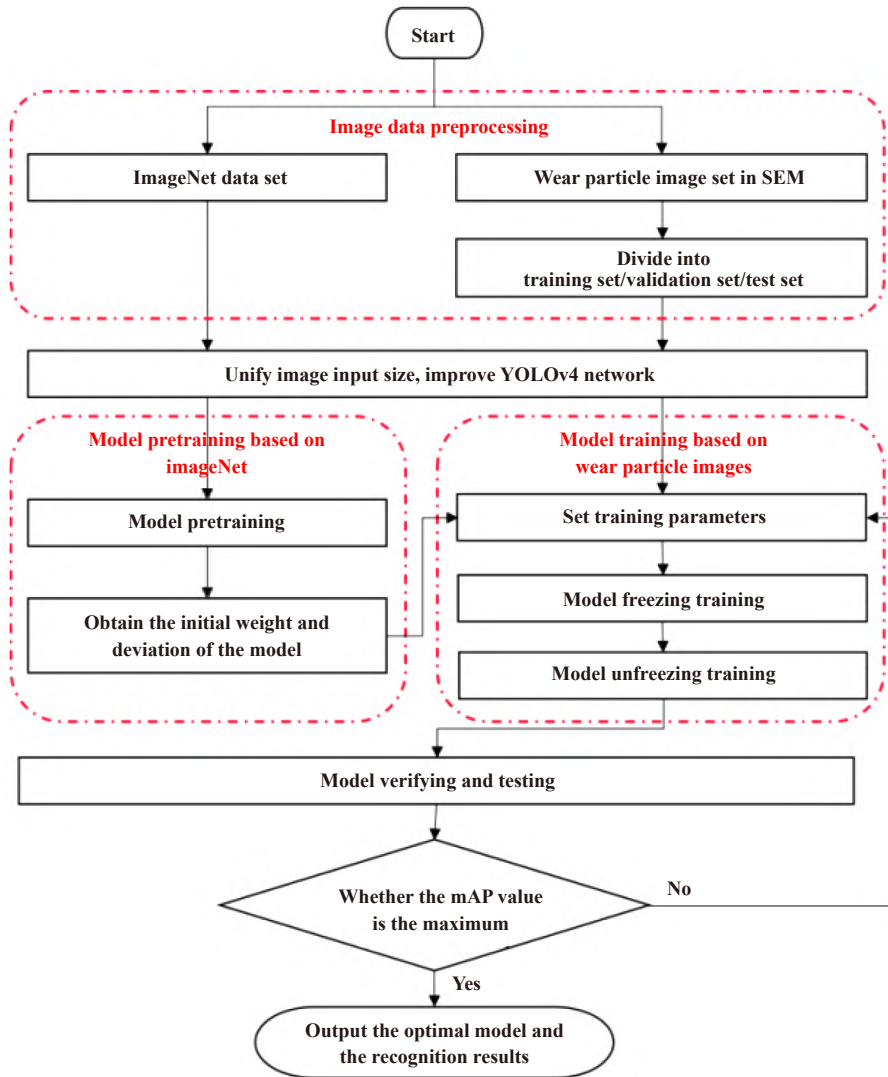 Start
Image data preprocessing
ImageNet data set
Wear particle image set in SEM
Divide into
training set/validation set/test set
Unify image input size, improve YOLOv4 network
Model pretraining based on
imageNet
Model training based on
wear particle images
Model pretraining
Set training parameters
Obtain the initial weight and
deviation of the model
Model freezing training
Model unfreezing training
Model verifying and testing
Whether the mAP value
is the maximum
No
Yes
Output the optimal model and
the recognition results